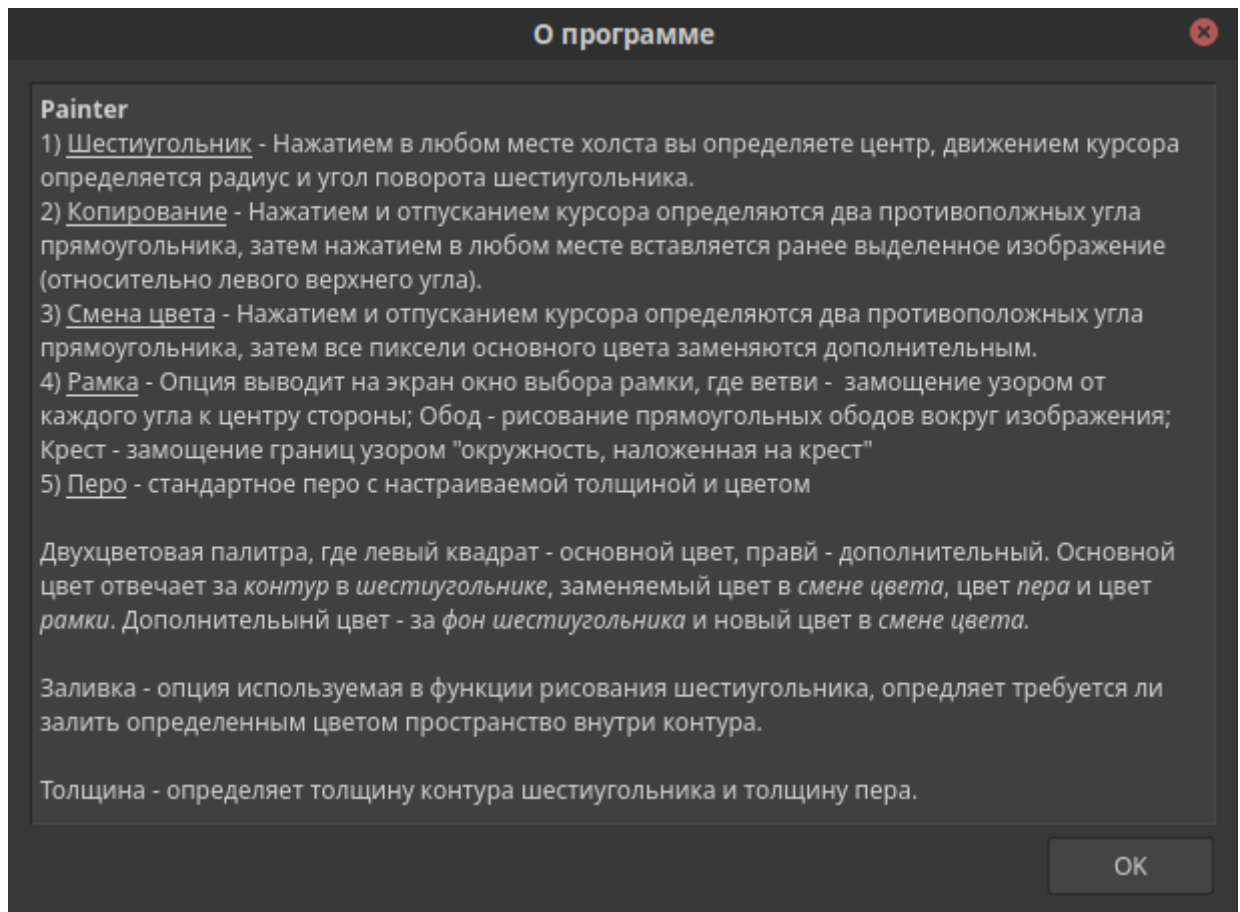 О программе
Painter
1) Шестиугольник - Нажатием в любом месте холста вы определяете центр, движением курсора
определяется радиус и угол поворота шестиугольника.
2) Копирование - Нажатием и отпусканием курсора определяются два противополжных угла
прямоугольника, затем нажатием в любом месте вставляется ранее выделенное изображение
(относительно левого верхнего угла).
3) Смена цвета - Нажатием и отпусканием курсора определяются два противоположных угла
прямоугольника, затем все пиксели основного цвета заменяются дополнительным.
4) Рамка - Опция выводит на экран окно выбора рамки, где ветви -  замощение узором от
каждого угла к центру стороны; Обод - рисование прямоугольных ободов вокруг изображения;
Крест - замощение границ узором "окружность, наложенная на крест"
5) Перо - стандартное перо с настраиваемой толщиной и цветом
Двухцветовая палитра, где левый квадрат - основной цвет, правй - дополнительный. Основной
цвет отвечает за контур в шестиугольнике, заменяемый цвет в смене цвета, цвет пера и цвет
рамки. Дополнительынй цвет - за фон шестиугольника и новый цвет в смене цвета.
Заливка - опция используемая в функции рисования шестиугольника, опредляет требуется ли
залить определенным цветом пространство внутри контура.
Толщина - определяет толщину контура шестиугольника и толщину пера.
OK